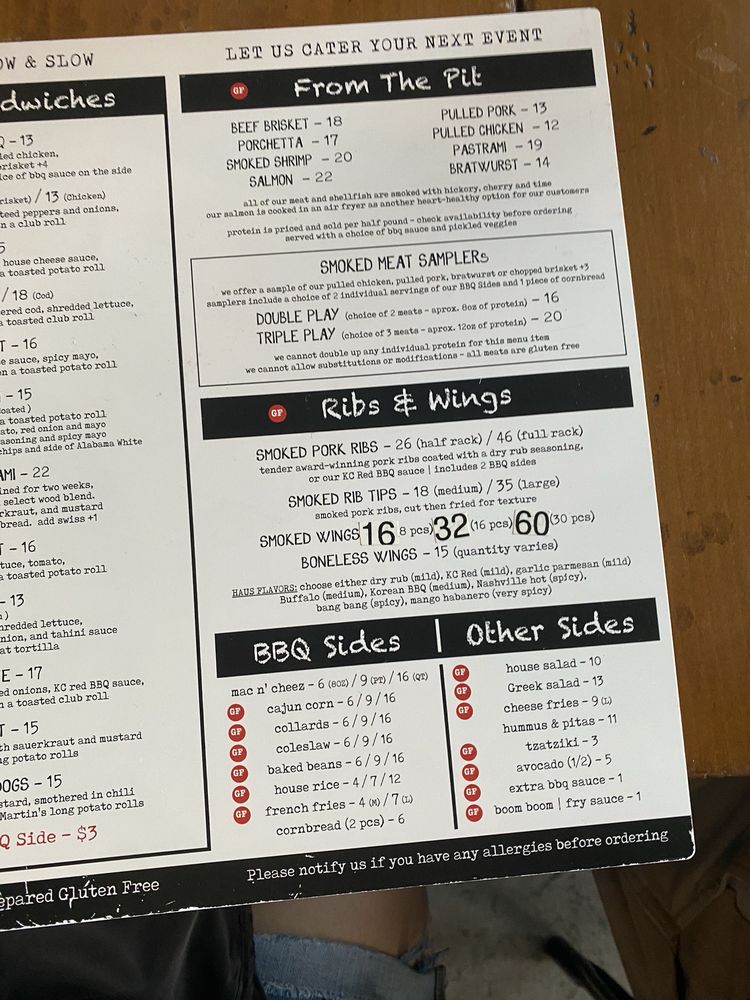 OW & SLOW
dwiches
Q - 13
led chicken,
brisket +4
ice of bbq sauce on the side
risket) / 13 (Chicken)
teed peppers and onions,
n a club roll
5
house cheese sauce,
a toasted potato roll
/ 18 (Cod)
ered cod, shredded lettuce,
a toasted club roll
T - 16
e sauce, spicy mayo,
on a toasted potato roll
- 15
oated)
a toasted potato roll
ato, red onion and mayo
asoning and spicy mayo
chips and side of Alabama White
AMI - 22
ined for two weeks,
select wood blend.
rkraut, and mustard
bread. add swiss +1
T - 16
tuce, tomato,
a toasted potato roll
- 13
)
hredded lettuce,
nion, and tahini sauce
at tortilla
E - 17
ed onions, KC red BBQ sauce,
n a toasted club roll
T - 15
th sauerkraut and mustard
ng potato rolls
DOGS - 15
stard, smothered in chili
Martin's long potato rolls
Q Side - $3
epared Gluten Free
LET US CATER YOUR NEXT EVENT
GF From The Pit
BEEF BRISKET - 18
PORCHETTA - 17
SMOKED SHRIMP - 20
SALMON - 22
PULLED PORK - 13
PULLED CHICKEN - 12
PASTRAMI - 19
BRATWURST - 14
all of our meat and shellfish are smoked with hickory, cherry and time
our salmon is cooked in an air fryer as another heart-healthy option for our customers
protein is priced and sold per half pound - check availability before ordering
served with a choice of bbq sauce and pickled veggies
SMOKED MEAT SAMPLERs
we offer a sample of our pulled chicken, pulled pork, bratwurst or chopped brisket +3
samplers include a choice of 2 individual servings of our BBQ Sides and 1 piece of cornbread
DOUBLE PLAY (choice of 2 meats - aprox. 8oz of protein) - 16
TRIPLE PLAY (choice of 3 meats - aprox. 12oz of protein) - 20
we cannot double up any individual protein for this menu item
we cannot allow substitutions or modifications - all meats are gluten free
GF Ribs & Wings
SMOKED PORK RIBS - 26 (half rack) / 46 (full rack)
tender award-winning pork ribs coated with a dry rub seasoning,
or our KC Red BBQ sauce | includes 2 BBQ sides
SMOKED RIB TIPS - 18 (medium) / 35 (large)
smoked pork ribs, cut then fried for texture
SMOKED WINGS 16 8 pcs) 32 (16 pcs) 60 (30 pcs)
BONELESS WINGS - 15 (quantity varies)
HAUS FLAVORS: choose either dry rub (mild), KC Red (mild), garlic parmesan (mild)
Buffalo (medium), Korean BBQ (medium), Nashville hot (spicy),
bang bang (spicy), mango habanero (very spicy)
BBQ Sides | Other Sides
mac n' cheez - 6 (8OZ) / 9 (PT) / 16 (QT)
GF cajun corn - 6 / 9 / 16
GF collards - 6 / 9 / 16
GF coleslaw - 6 / 9 / 16
GF baked beans - 6 / 9 / 16
GF house rice - 4 / 7 / 12
GF french fries - 4 (M) / 7 (L)
cornbread (2 pcs) - 6
GF house salad - 10
GF Greek salad - 13
GF cheese fries - 9 (L)
hummus & pitas - 11
GF tzatziki - 3
GF avocado (1/2) - 5
GF extra bbq sauce - 1
GF boom boom | fry sauce - 1
Please notify us if you have any allergies before ordering